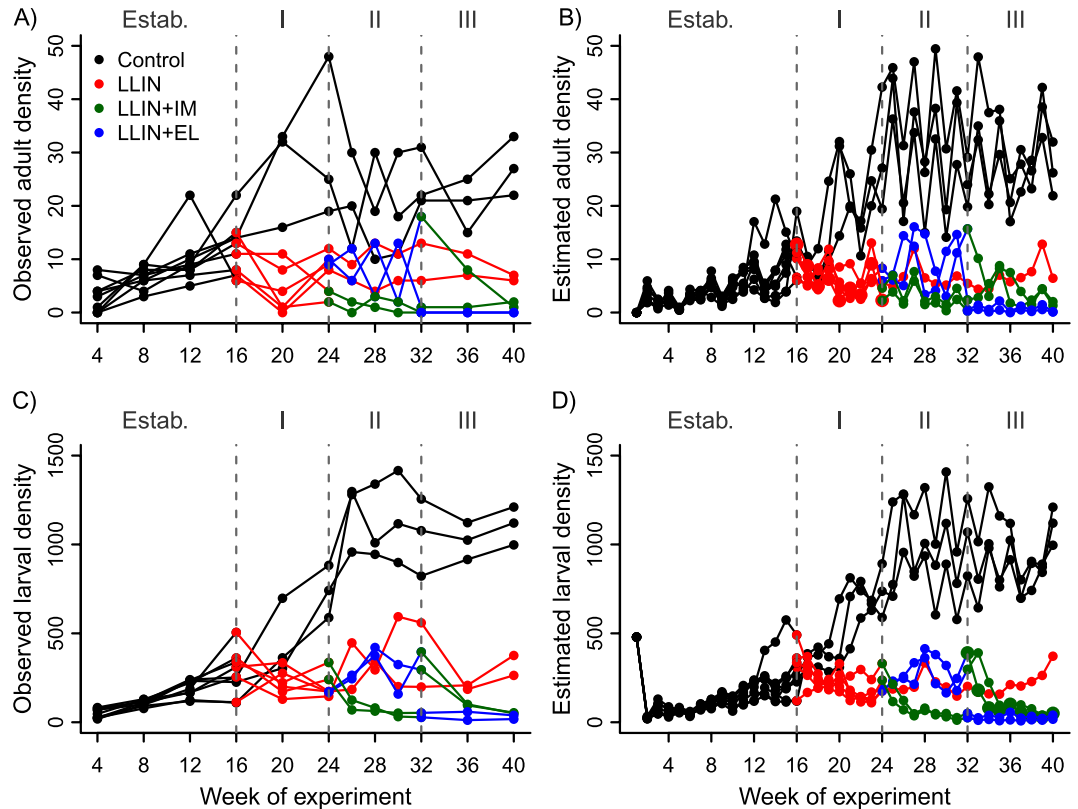 A) Estab. I II III
Observed adult density
0 10 20 30 40 50
Control
LLIN
LLIN+IM
LLIN+EL
4 8 12 16 20 24 28 32 36 40
B) Estab. I II III
Estimated adult density
0 10 20 30 40 50
4 8 12 16 20 24 28 32 36 40
C) Estab. I II III
Observed larval density
0 500 1000 1500
4 8 12 16 20 24 28 32 36 40
Week of experiment
D) Estab. I II III
Estimated larval density
0 500 1000 1500
4 8 12 16 20 24 28 32 36 40
Week of experiment